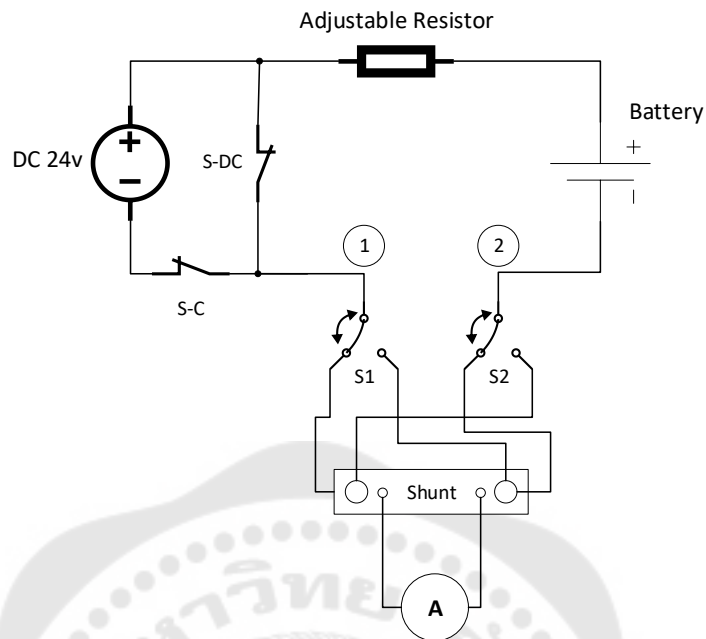 Adjustable Resistor
Battery
+
DC 24v
+
−
S-DC
−
1
2
S-C
S1
S2
Shunt
A